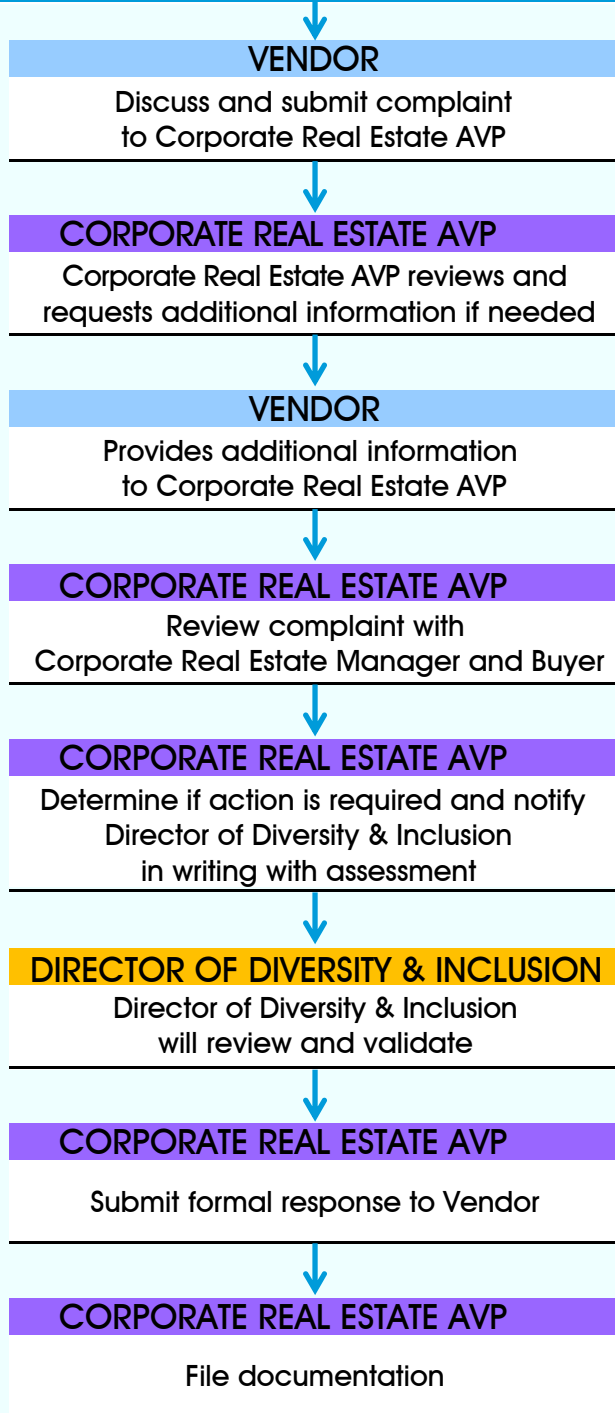 VENDOR
Discuss and submit complaint
to Corporate Real Estate AVP
CORPORATE REAL ESTATE AVP
Corporate Real Estate AVP reviews and
requests additional information if needed
VENDOR
Provides additional information
to Corporate Real Estate AVP
CORPORATE REAL ESTATE AVP
Review complaint with
Corporate Real Estate Manager and Buyer
CORPORATE REAL ESTATE AVP
Determine if action is required and notify
Director of Diversity & Inclusion
in writing with assessment
DIRECTOR OF DIVERSITY & INCLUSION
Director of Diversity & Inclusion
will review and validate
CORPORATE REAL ESTATE AVP
Submit formal response to Vendor
CORPORATE REAL ESTATE AVP
File documentation